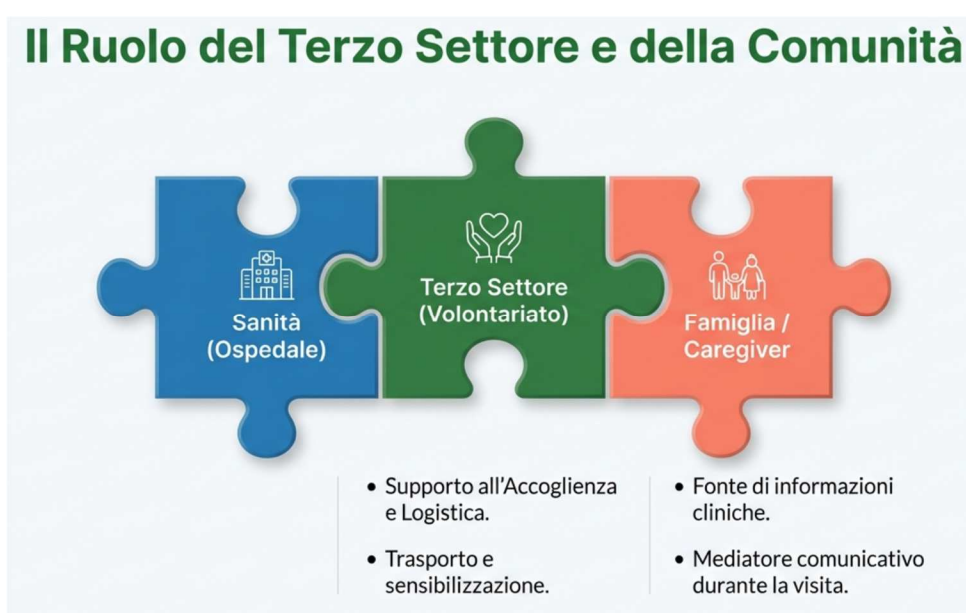 Il Ruolo del Terzo Settore e della Comunità
Sanità
(Ospedale)
Terzo Settore
(Volontariato)
Famiglia /
Caregiver
• Supporto all'Accoglienza
e Logistica.
• Trasporto e
sensibilizzazione.
• Fonte di informazioni
cliniche.
• Mediatore comunicativo
durante la visita.